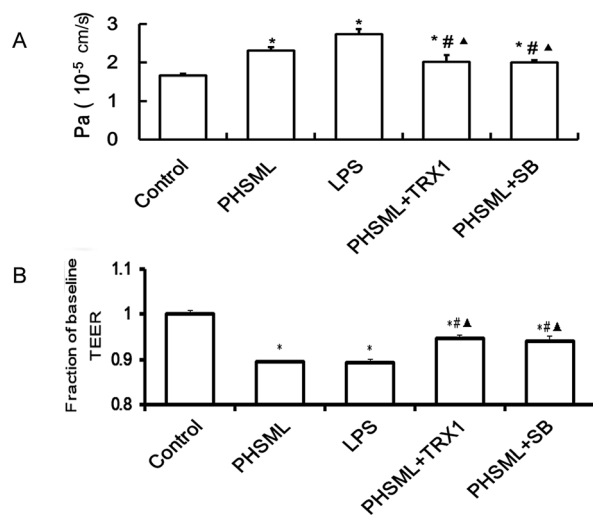 A
Pa ( 10⁻⁵ cm/s)
3
2
1
0
*
*
* # ▲
* # ▲
Control
PHSML
LPS
PHSML+TRX1
PHSML+SB
B
Fraction of baseline
TEER
1.1
1
0.9
0.8
*
*
*#▲
*#▲
Control
PHSML
LPS
PHSML+TRX1
PHSML+SB